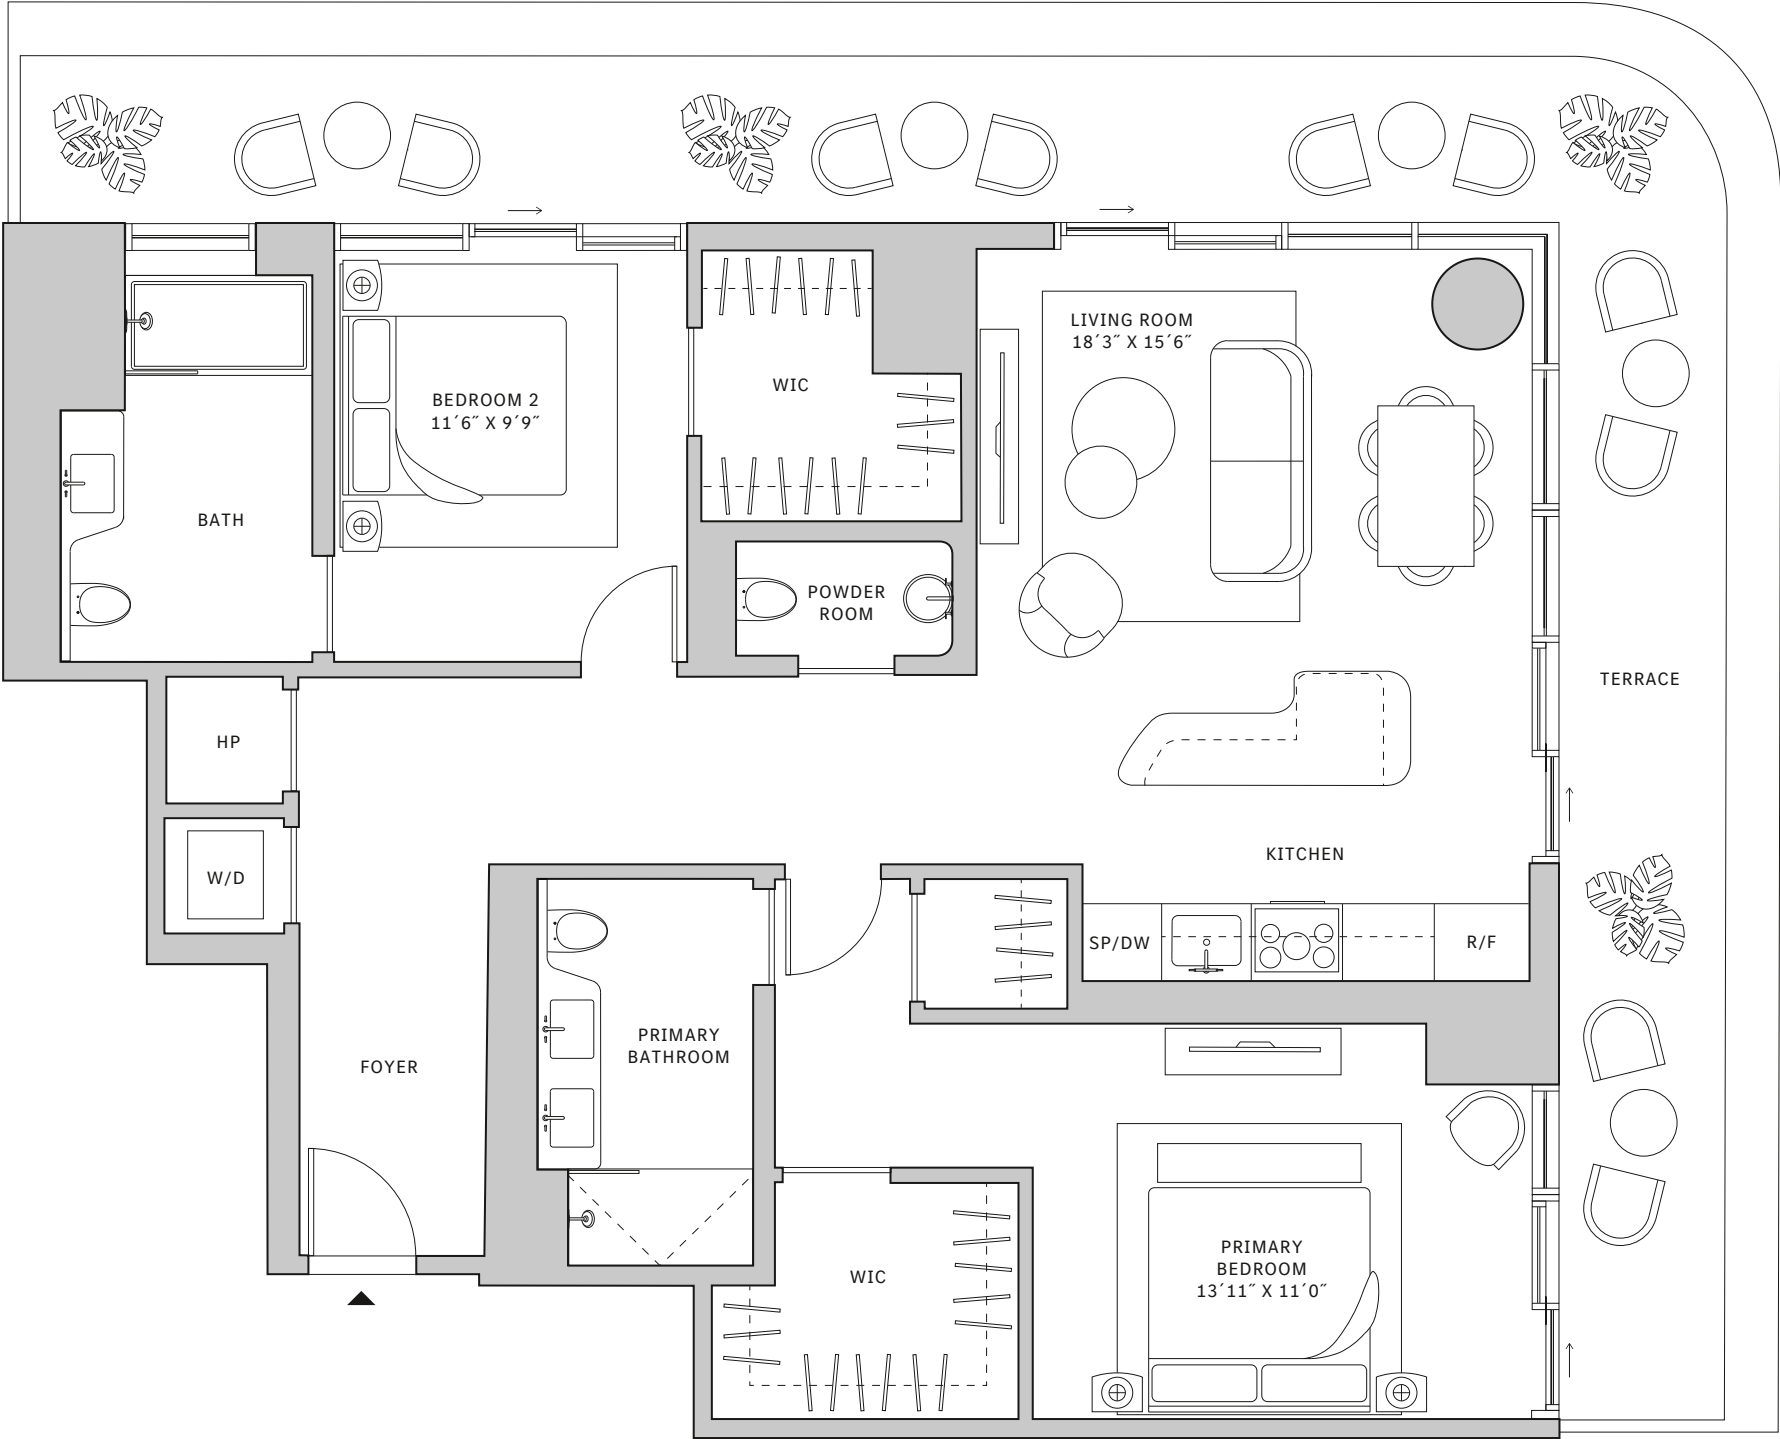 LIVING ROOM
18´3˝ X 15´6˝
WIC
BEDROOM 2
11´6˝ X 9´9˝
BATH
POWDER
ROOM
TERRACE
HP
KITCHEN
W/D
SP/DW
R/F
PRIMARY
BATHROOM
FOYER
WIC
PRIMARY
BEDROOM
13´11˝ X 11´0˝